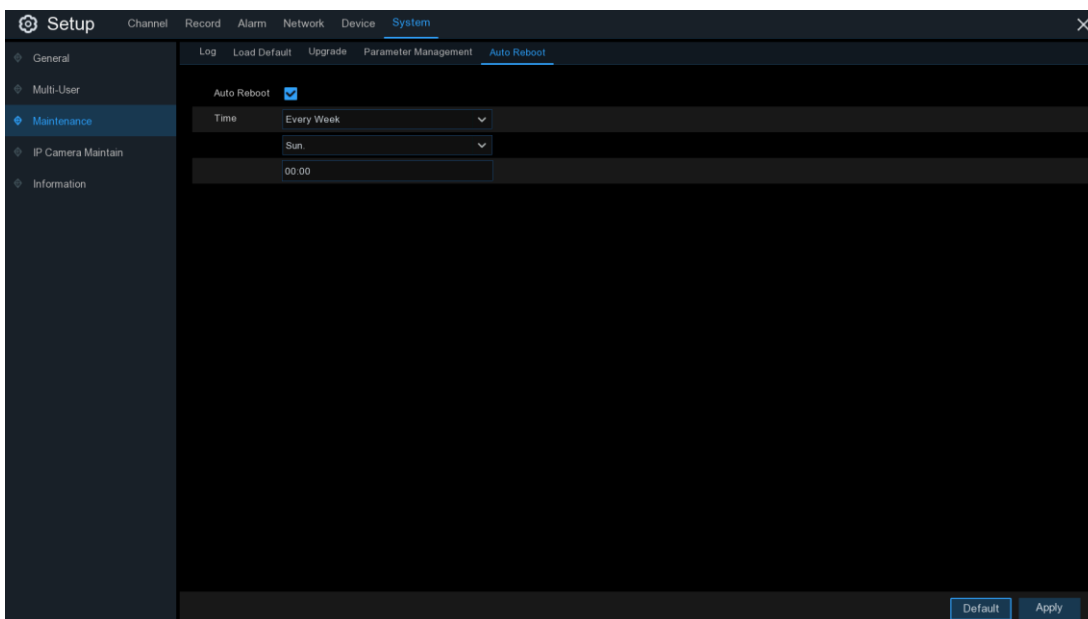 Setup Channel Record Alarm Network Device System
Log Load Default Upgrade Parameter Management Auto Reboot
General
Multi-User
Maintenance
IP Camera Maintain
Information
Auto Reboot
Time Every Week
Sun.
00:00
Default Apply